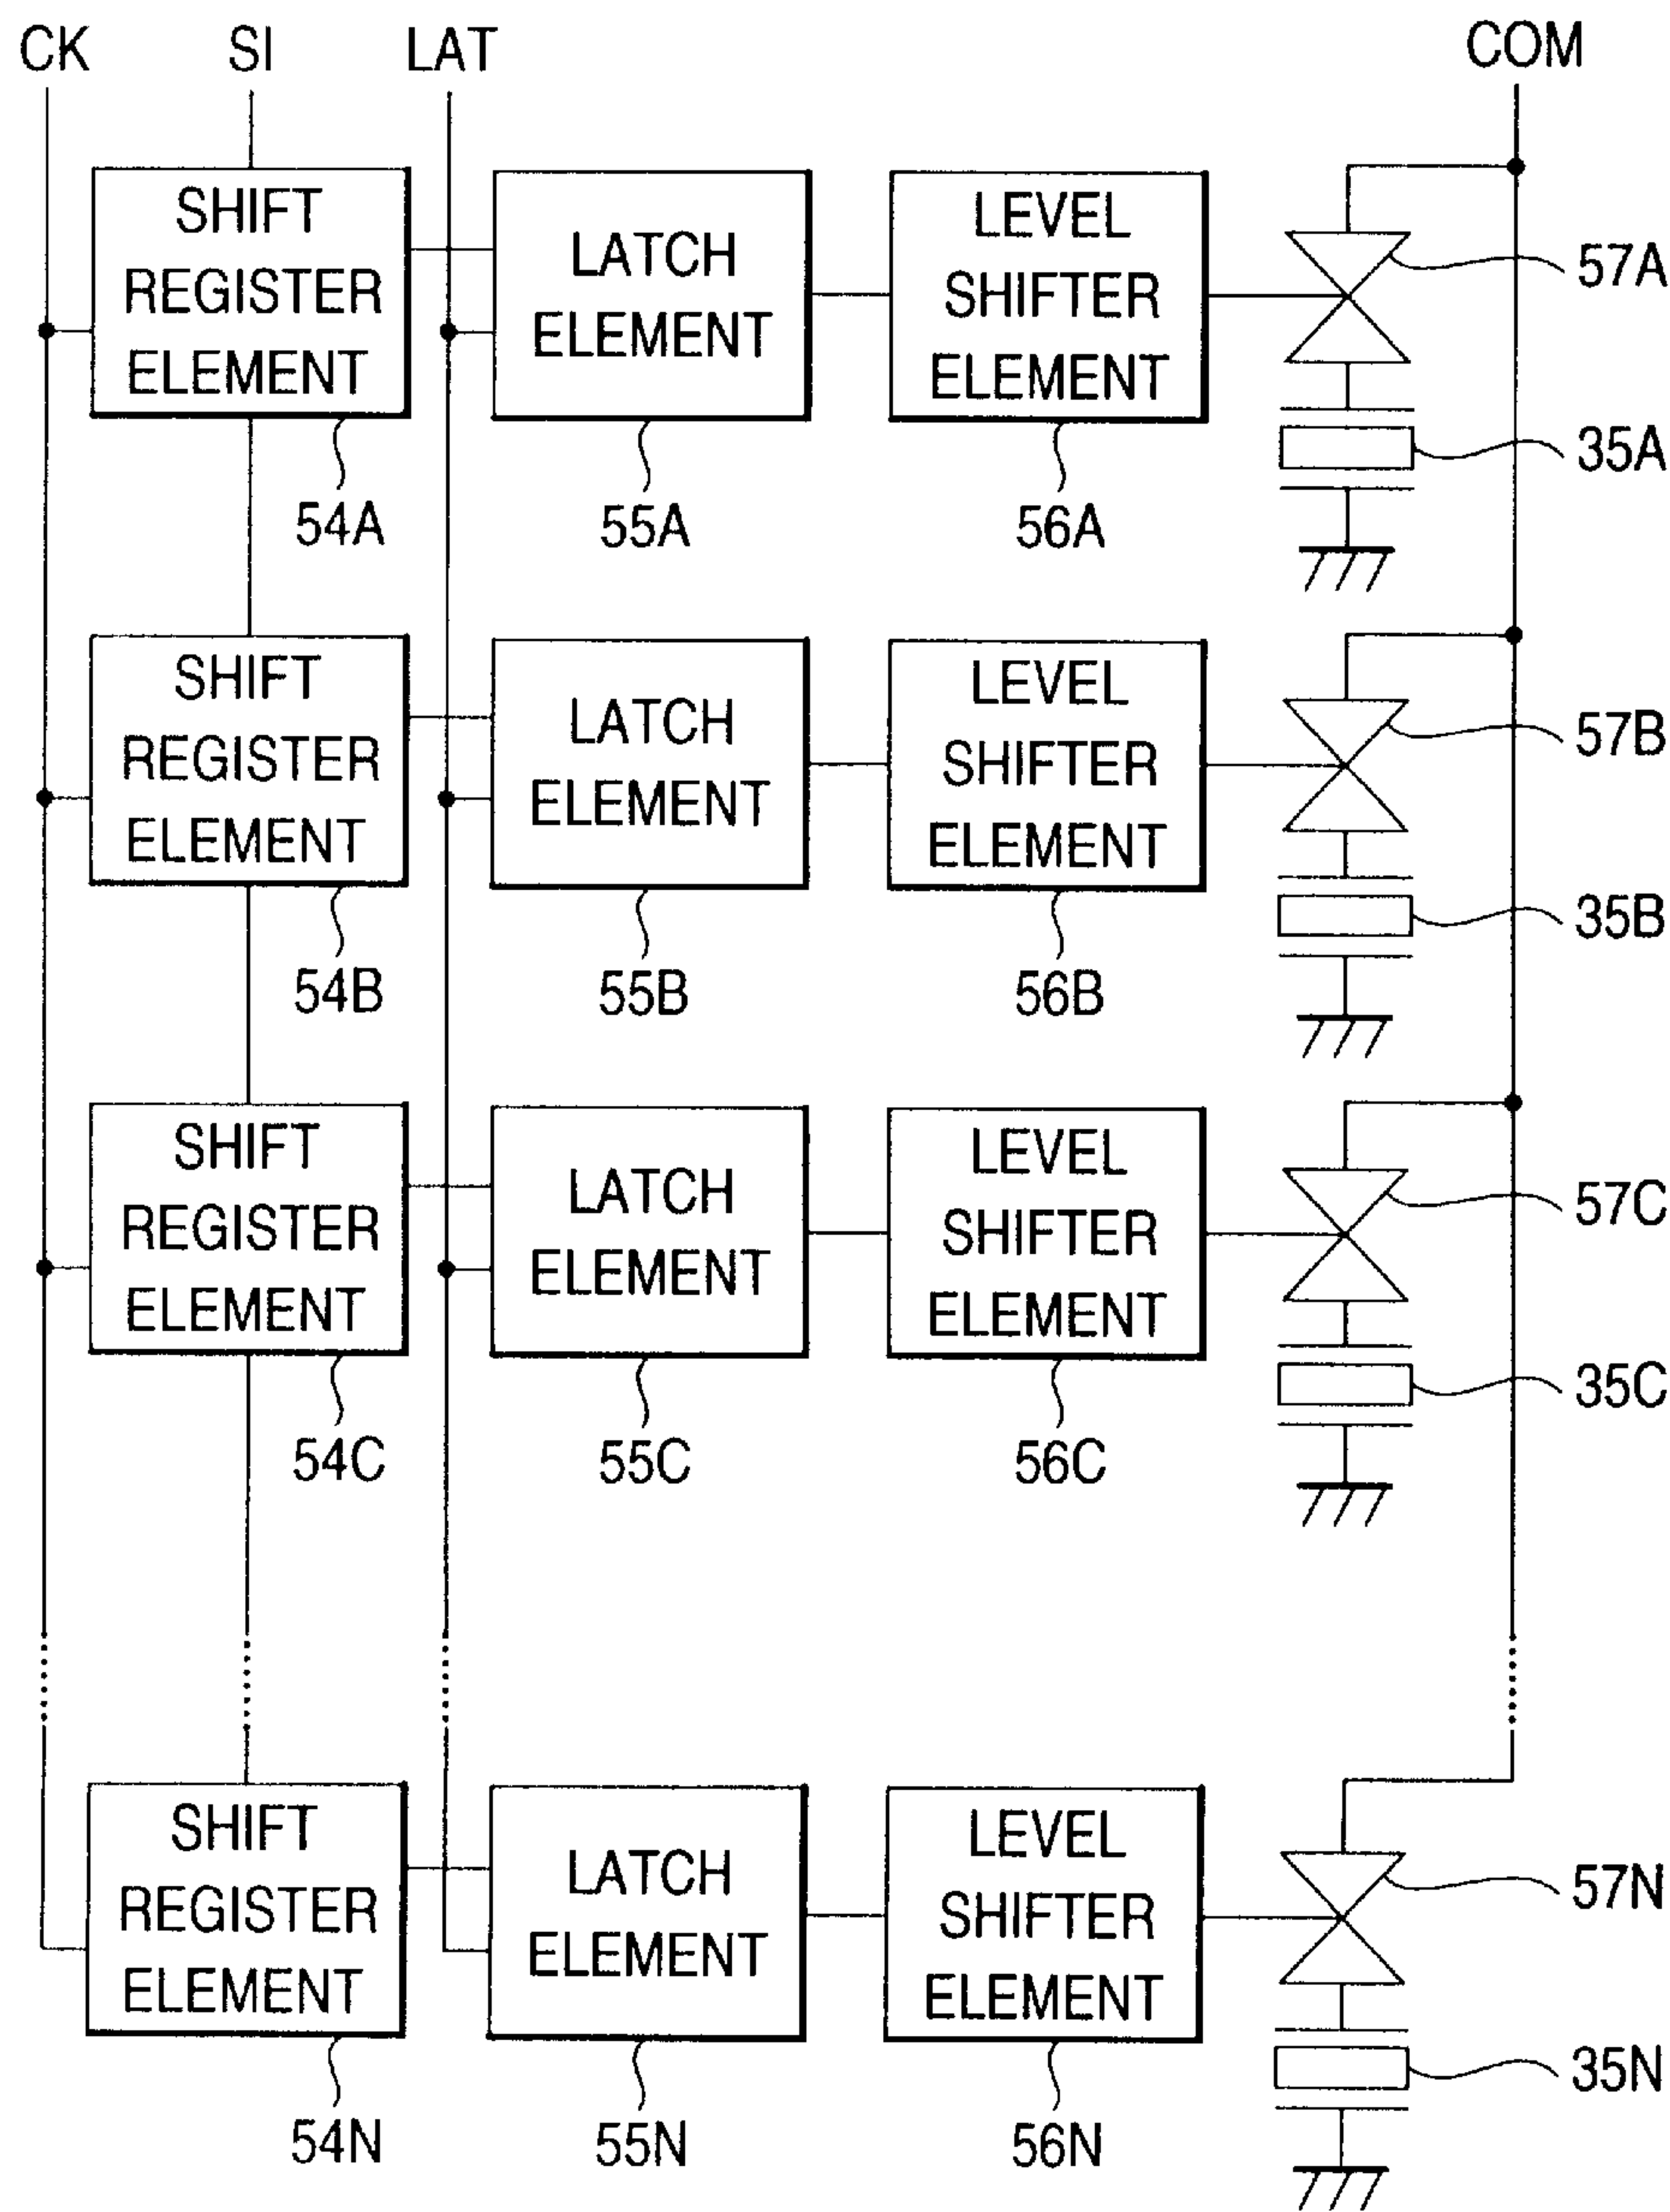 CK
SI
LAT
COM
SHIFT
REGISTER
ELEMENT
LATCH
ELEMENT
LEVEL
SHIFTER
ELEMENT
57A
35A
54A
55A
56A
SHIFT
REGISTER
ELEMENT
LATCH
ELEMENT
LEVEL
SHIFTER
ELEMENT
57B
35B
54B
55B
56B
SHIFT
REGISTER
ELEMENT
LATCH
ELEMENT
LEVEL
SHIFTER
ELEMENT
57C
35C
54C
55C
56C
SHIFT
REGISTER
ELEMENT
LATCH
ELEMENT
LEVEL
SHIFTER
ELEMENT
57N
35N
54N
55N
56N